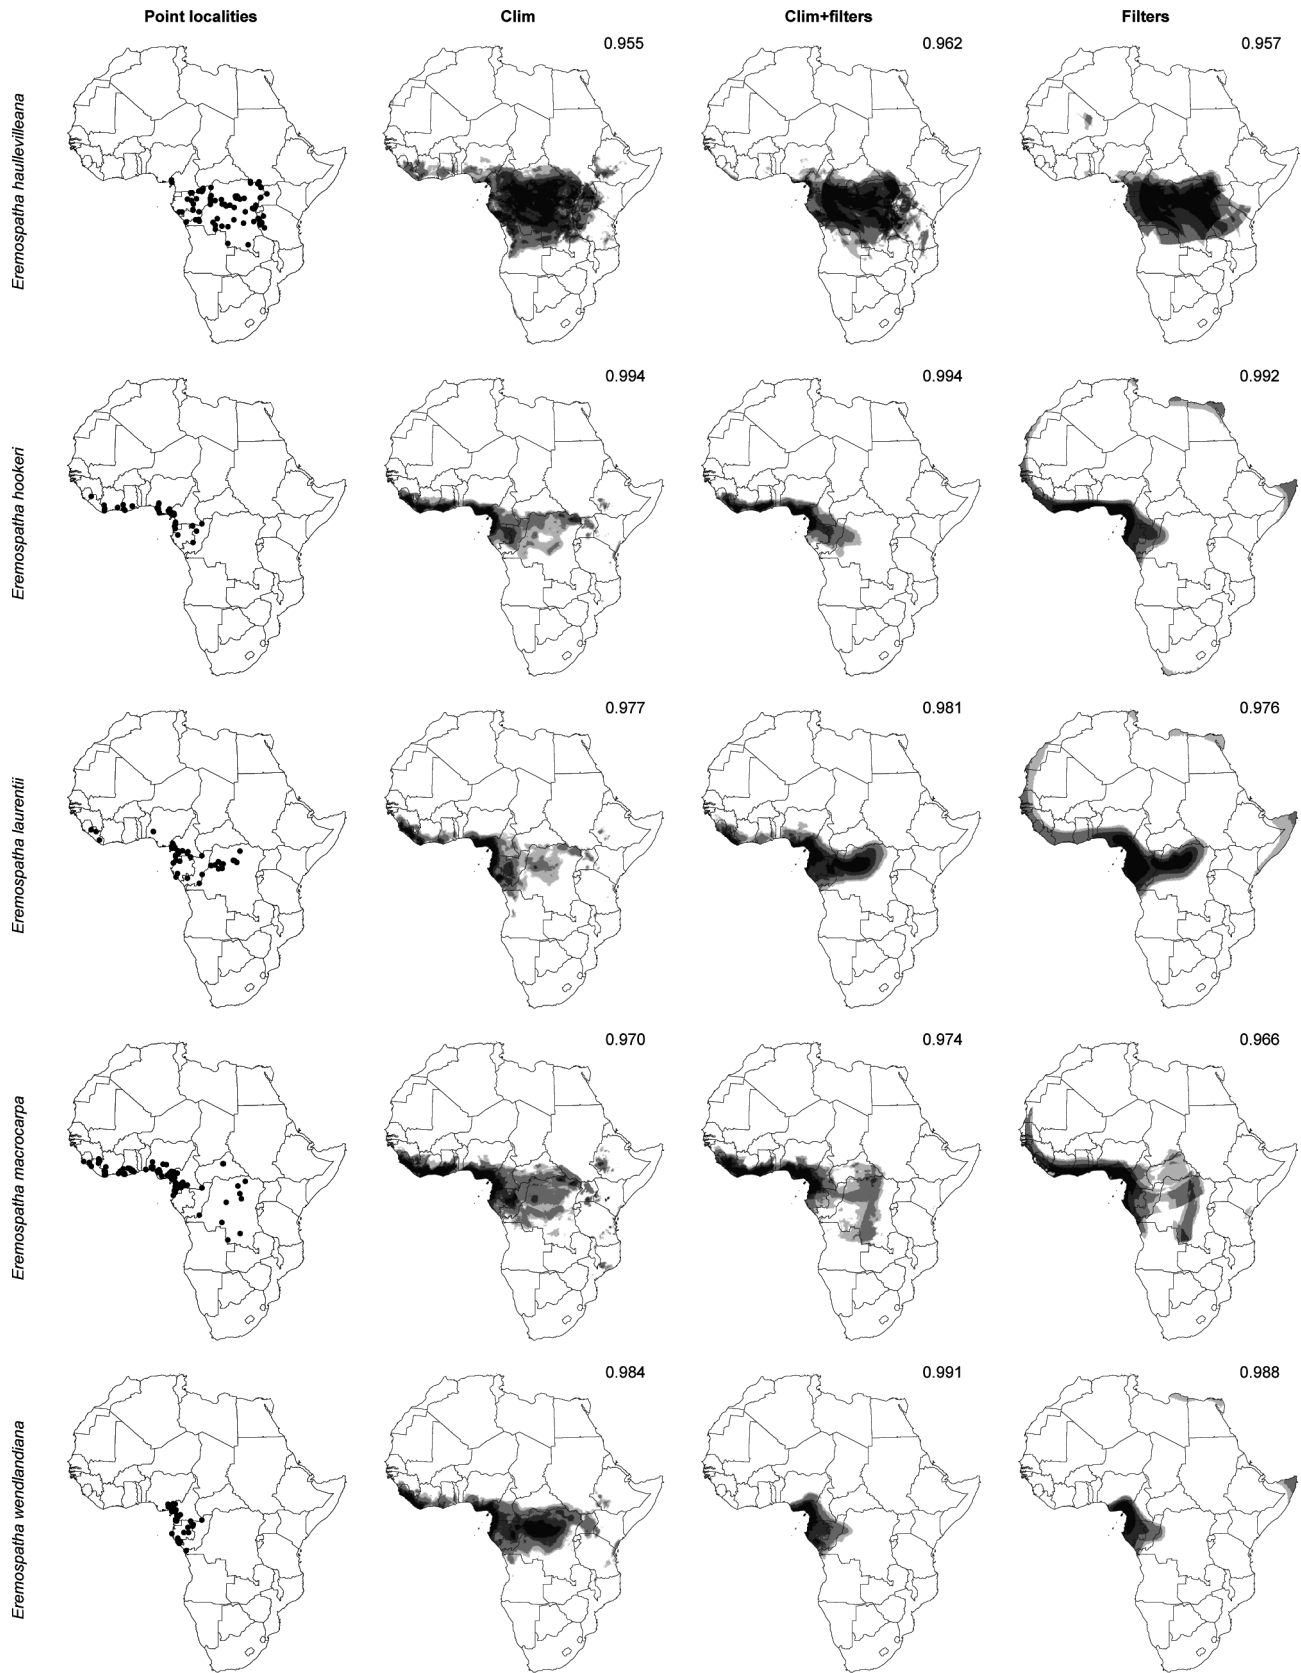 Point localities Clim Clim+filters Filters
Eremospatha haullevilleana 0.955 0.962 0.957
Eremospatha hookeri 0.994 0.994 0.992
Eremospatha laurentii 0.977 0.981 0.976
Eremospatha macrocarpa 0.970 0.974 0.966
Eremospatha wendlandiana 0.984 0.991 0.988